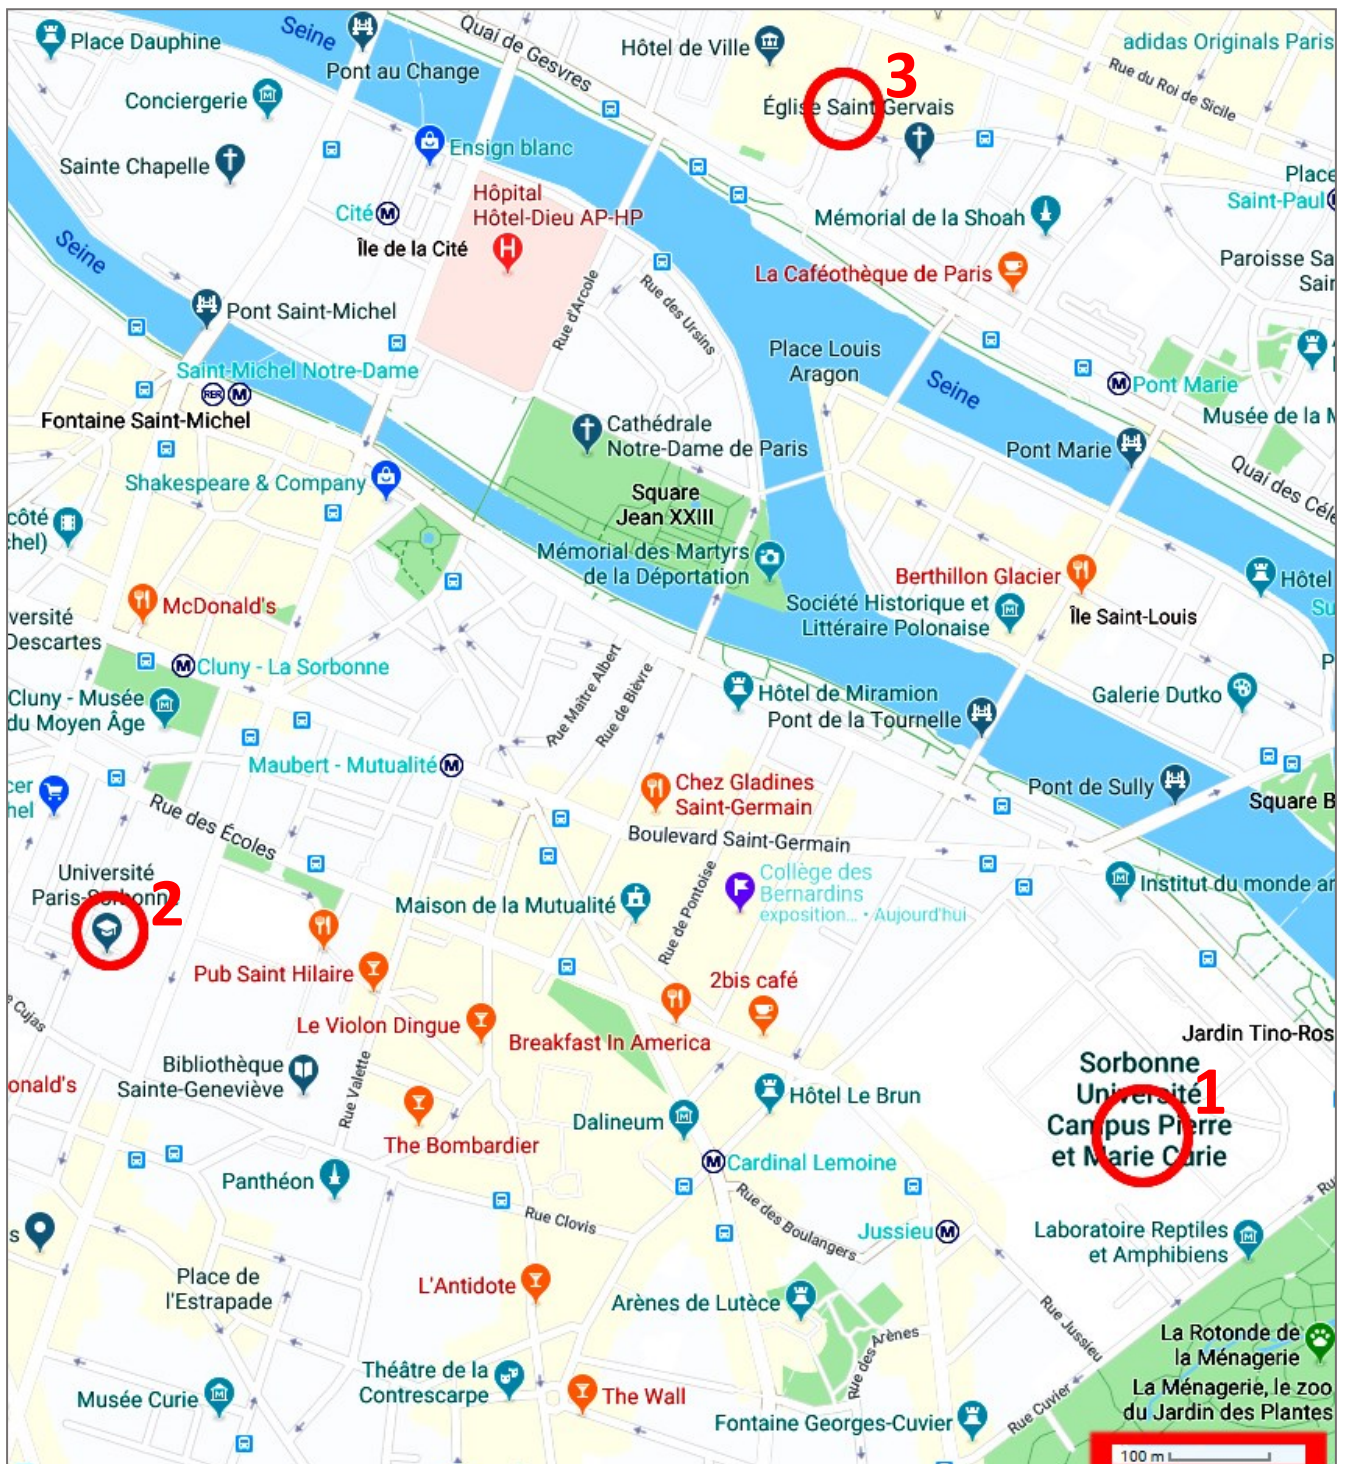 Place Dauphine
Seine
Pont au Change
Quai de Gesvres
Hôtel de Ville
3
adidas Originals Paris
Rue du Roi de Sicile
Conciergerie
Église Saint Gervais
Ensign blanc
Sainte Chapelle
Place
Saint-Paul
Hôpital
Hôtel-Dieu AP-HP
H
Cité M
Île de la Cité
Mémorial de la Shoah
Seine
La Caféothèque de Paris
Paroisse Sa
Sain
Rue d'Arcole
Rue des Ursins
Pont Saint-Michel
Place Louis
Aragon
Saint-Michel Notre-Dame
RER M
Fontaine Saint-Michel
Seine
M Pont Marie
Musée de la M
Cathédrale
Notre-Dame de Paris
Pont Marie
Quai des Céle
Shakespeare & Company
Square
Jean XXIII
côté
chel)
Mémorial des Martyrs
de la Déportation
Berthillon Glacier
Hôtel
Su
McDonald's
Société Historique et
Littéraire Polonaise
Île Saint-Louis
versité
Descartes
M Cluny - La Sorbonne
Rue Maître Albert
Rue de Bièvre
P
Cluny - Musée
du Moyen Âge
Hôtel de Miramion
Pont de la Tournelle
Galerie Dutko
Maubert - Mutualité M
cer
hel
Chez Gladines
Saint-Germain
Pont de Sully
Square B
Rue des Écoles
Boulevard Saint-Germain
Université
Paris-Sorbonn
2
Maison de la Mutualité
Rue de Pontoise
Collège des
Bernardins
exposition... • Aujourd'hui
Institut du monde ar
Pub Saint Hilaire
2bis café
e Cujas
Le Violon Dingue
Breakfast In America
Jardin Tino-Ros
Bibliothèque
Sainte-Geneviève
onald's
Rue Valette
Sorbonne
Université
Campus Pierre
et Marie Curie
1
Hôtel Le Brun
Dalineum
The Bombardier
M Cardinal Lemoine
Panthéon
Ru
Rue Clovis
Rue des Boulangers
Jussieu M
Laboratoire Reptiles
et Amphibiens
s
Place de
l'Estrapade
L'Antidote
Arènes de Lutèce
Rue des Arènes
Rue Jussieu
La Rotonde de
la Ménagerie
Théâtre de la
Contrescarpe
Musée Curie
The Wall
Fontaine Georges-Cuvier
Rue Cuvier
La Ménagerie, le zoo
du Jardin des Plantes
100 m